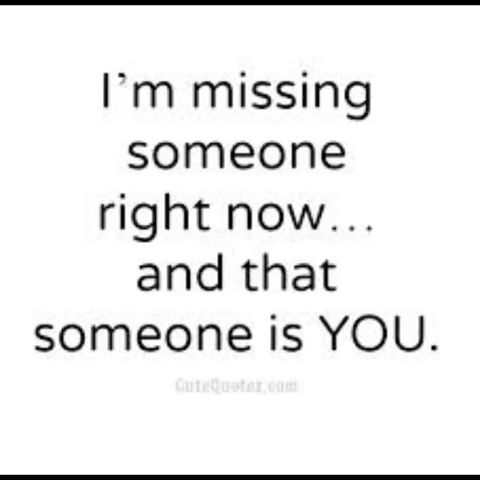 I'm missing
someone
right now...
and that
someone is YOU.
CuteQuotez.com